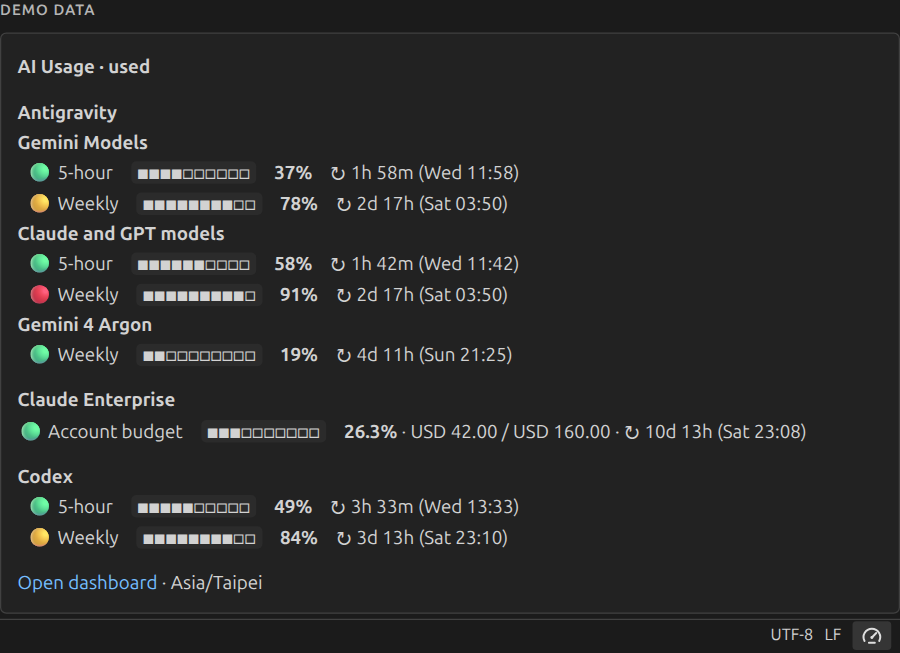 DEMO DATA
AI Usage · used
Antigravity
Gemini Models
5-hour ■■■■□□□□□□ 37% ↻ 1h 58m (Wed 11:58)
Weekly ■■■■■■■■□□ 78% ↻ 2d 17h (Sat 03:50)
Claude and GPT models
5-hour ■■■■■■□□□□ 58% ↻ 1h 42m (Wed 11:42)
Weekly ■■■■■■■■■□ 91% ↻ 2d 17h (Sat 03:50)
Gemini 4 Argon
Weekly ■■□□□□□□□□ 19% ↻ 4d 11h (Sun 21:25)
Claude Enterprise
Account budget ■■■□□□□□□□ 26.3% · USD 42.00 / USD 160.00 · ↻ 10d 13h (Sat 23:08)
Codex
5-hour ■■■■■□□□□□ 49% ↻ 3h 33m (Wed 13:33)
Weekly ■■■■■■■■□□ 84% ↻ 3d 13h (Sat 23:10)
Open dashboard · Asia/Taipei
UTF-8 LF